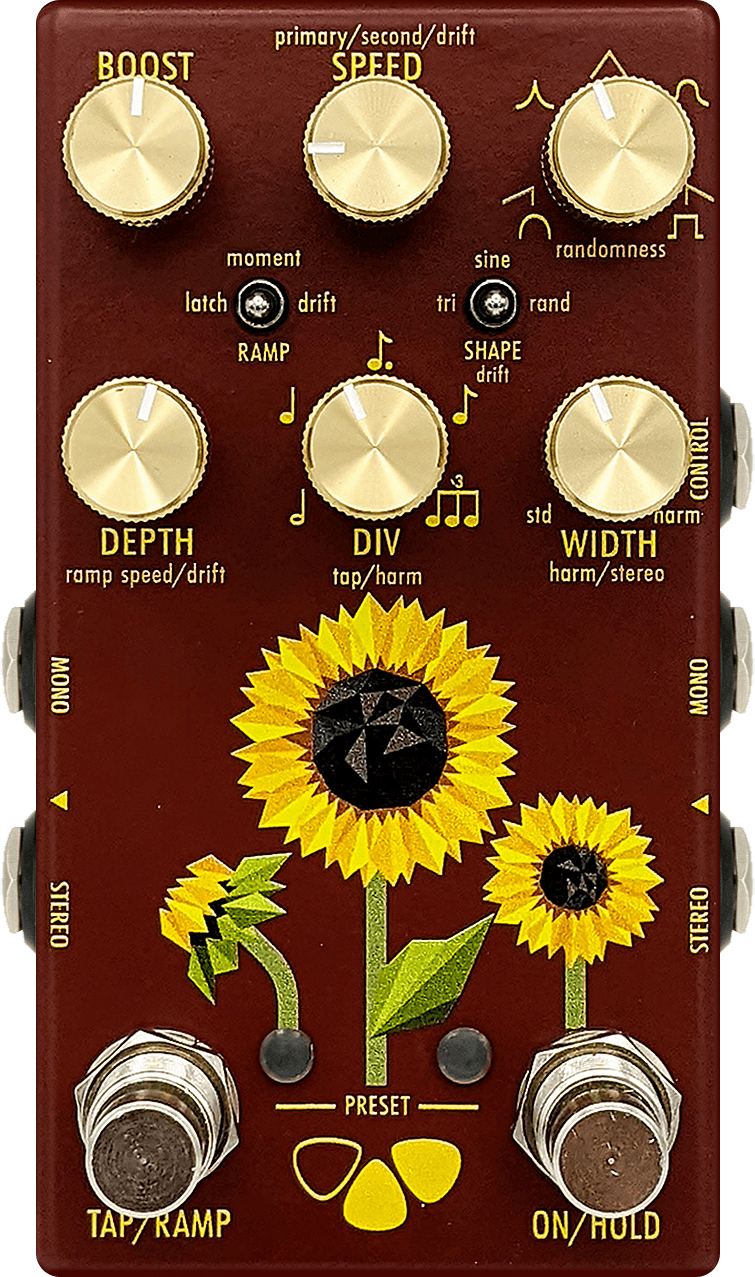 primary/second/drift
BOOST
SPEED
randomness
moment
latch
drift
RAMP
sine
tri
rand
SHAPE
drift
3
CONTROL
std
harm
DEPTH
ramp speed/drift
DIV
tap/harm
WIDTH
harm/stereo
MONO
MONO
STEREO
STEREO
PRESET
TAP/RAMP
ON/HOLD